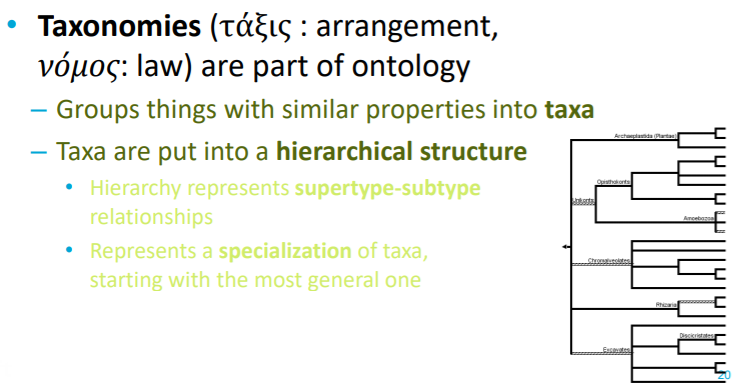 • Taxonomies (τάξις : arrangement,
νόμος: law) are part of ontology
– Groups things with similar properties into taxa
– Taxa are put into a hierarchical structure
• Hierarchy represents supertype-subtype
relationships
• Represents a specialization of taxa,
starting with the most general one
Archaeplastida (Plantae)
Opisthokonts
Unikonts
Amoebozoa
Chromalveolates
Rhizaria
Discicristates
Excavates
20